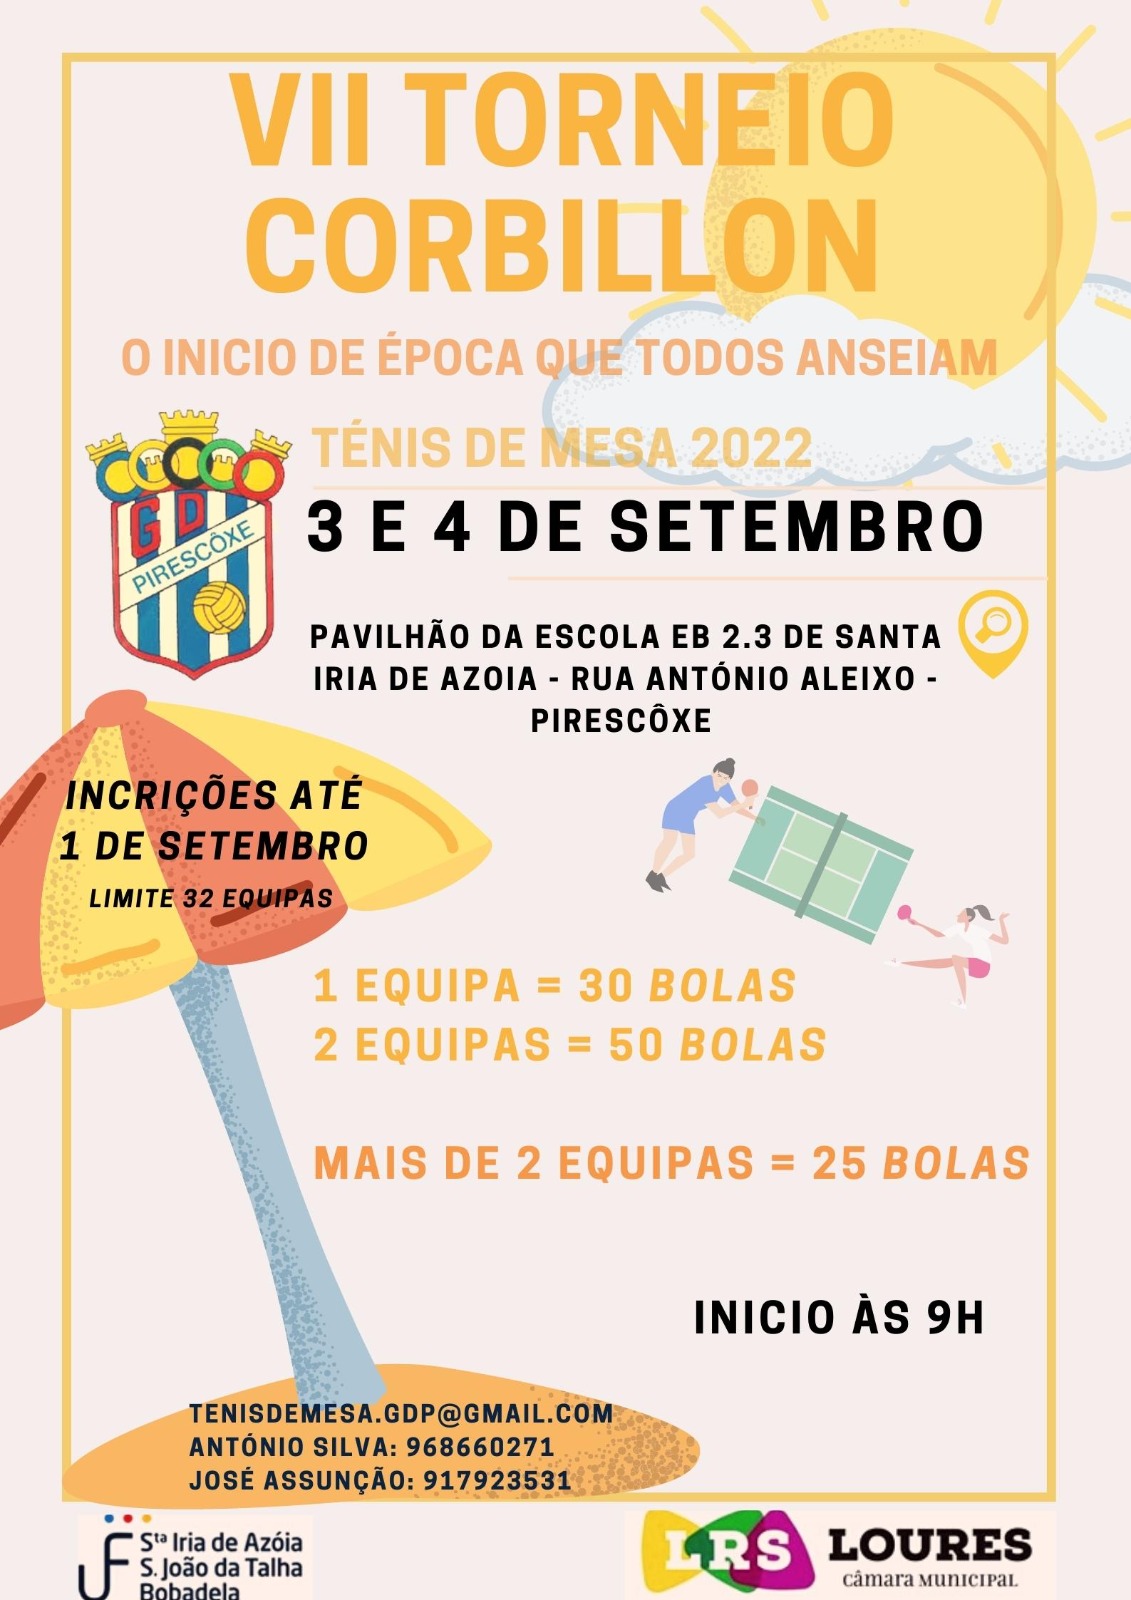 VII TORNEIO
CORBILLON
O INICIO DE ÉPOCA QUE TODOS ANSEIAM
TÉNIS DE MESA 2022
3 E 4 DE SETEMBRO
GD
PIRESCÔXE
PAVILHÃO DA ESCOLA EB 2.3 DE SANTA
IRIA DE AZOIA - RUA ANTÓNIO ALEIXO -
PIRESCÔXE
INCRIÇÕES ATÉ
1 DE SETEMBRO
LIMITE 32 EQUIPAS
1 EQUIPA = 30 BOLAS
2 EQUIPAS = 50 BOLAS
MAIS DE 2 EQUIPAS = 25 BOLAS
INICIO ÀS 9H
TENISDEMESA.GDP@GMAIL.COM
ANTÓNIO SILVA: 968660271
JOSÉ ASSUNÇÃO: 917923531
JF
Sta Iria de Azóia
S. João da Talha
Bobadela
LRS
LOURES
CÂMARA MUNICIPAL